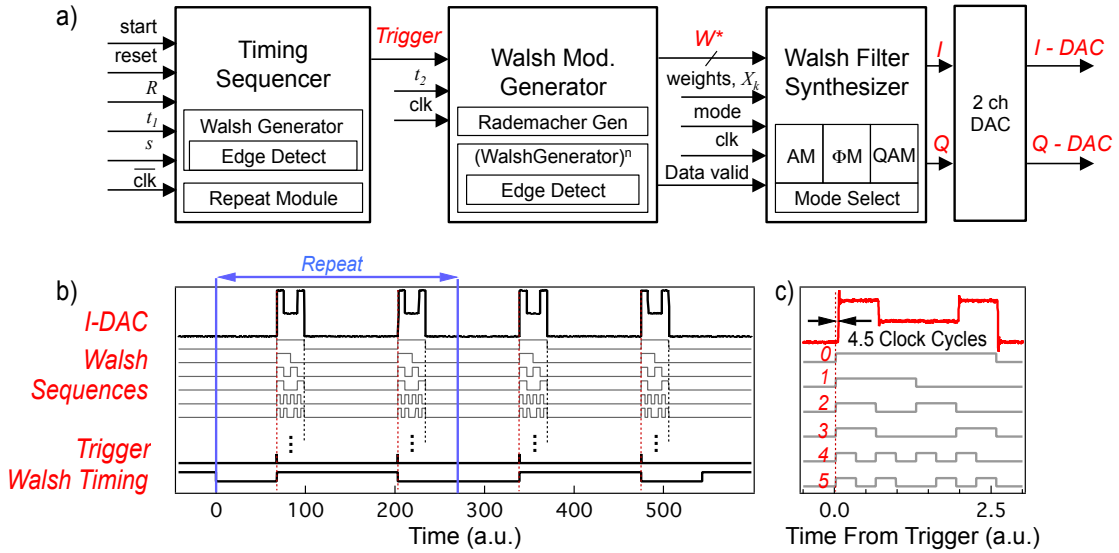 a)
start
reset
R
t1
s
clk
Timing
Sequencer
Walsh Generator
Edge Detect
Repeat Module
Trigger
t2
clk
Walsh Mod.
Generator
Rademacher Gen
(WalshGenerator)ⁿ
Edge Detect
W*
weights, Xk
mode
clk
Data valid
Walsh Filter
Synthesizer
AM ΦM QAM
Mode Select
I
Q
2 ch
DAC
I - DAC
Q - DAC
b)
Repeat
I-DAC
Walsh
Sequences
Trigger
Walsh Timing
0 100 200 300 400 500
Time (a.u.)
c)
4.5 Clock Cycles
0
1
2
3
4
5
0.0 2.5
Time From Trigger (a.u.)